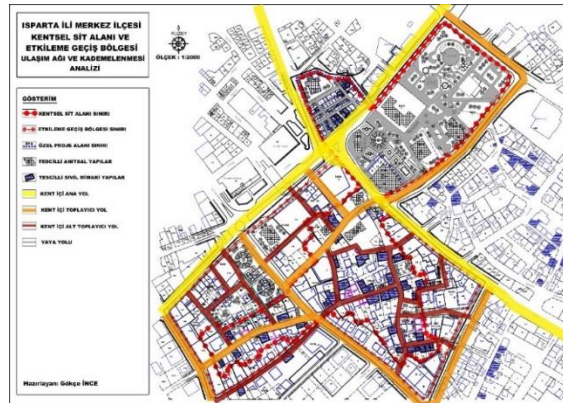 ISPARTA İLİ MERKEZ İLÇESİ
KENTSEL SİT ALANI VE
ETKİLEME GEÇİŞ BÖLGESİ
ULAŞIM AĞI VE KADEMELENMESİ
ANALİZİ
KUZEY
ÖLÇEK : 1/2000
GÖSTERİM
KENTSEL SİT ALANI SINIRI
ETKİLEME GEÇİŞ BÖLGESİ SINIRI
ÖZEL PROJE ALANI SINIRI
TESCİLLİ ANITSAL YAPILAR
TESCİLLİ SİVİL MİMARİ YAPILAR
KENT İÇİ ANA YOL
KENT İÇİ TOPLAYICI YOL
KENT İÇİ ALT TOPLAYICI YOL
YAYA YOLU
Hazırlayan: Gökçe İNCE